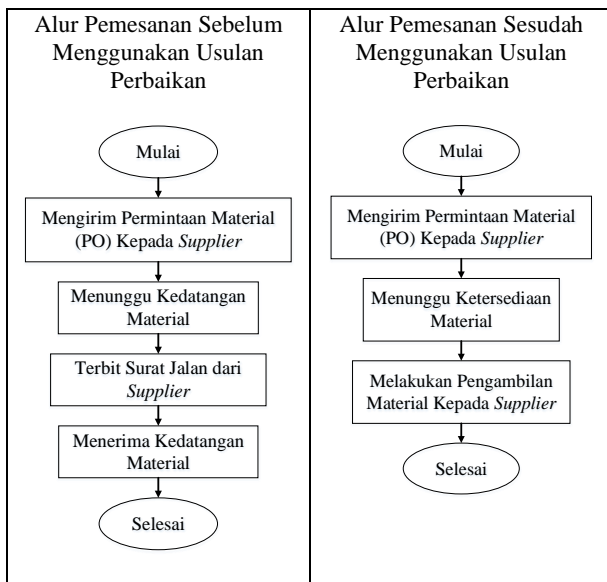 Alur Pemesanan Sebelum
Menggunakan Usulan
Perbaikan
Mulai
Mengirim Permintaan Material
(PO) Kepada Supplier
Menunggu Kedatangan
Material
Terbit Surat Jalan dari
Supplier
Menerima Kedatangan
Material
Selesai
Alur Pemesanan Sesudah
Menggunakan Usulan
Perbaikan
Mulai
Mengirim Permintaan Material
(PO) Kepada Supplier
Menunggu Ketersediaan
Material
Melakukan Pengambilan
Material Kepada Supplier
Selesai